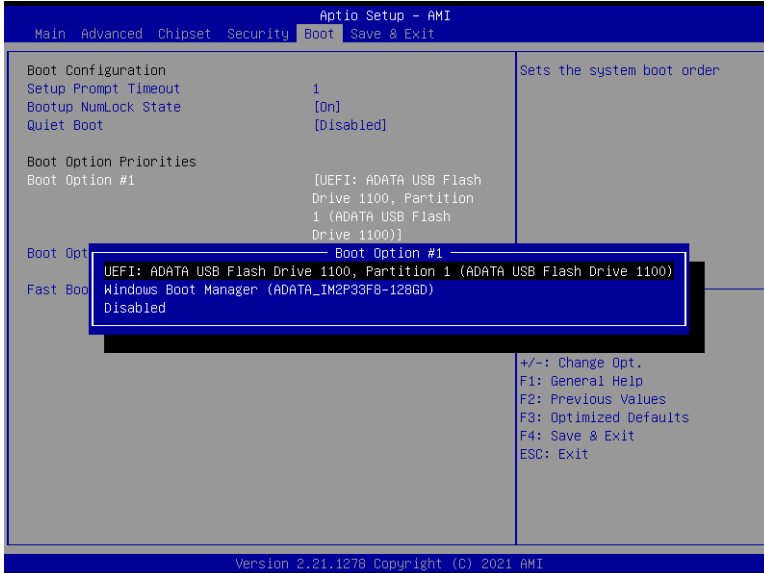 Aptio Setup – AMI
Main Advanced Chipset Security Boot Save & Exit
Boot Configuration
Setup Prompt Timeout 1
Bootup NumLock State [On]
Quiet Boot [Disabled]
Boot Option Priorities
Boot Option #1 [UEFI: ADATA USB Flash
Drive 1100, Partition
1 (ADATA USB Flash
Drive 1100)]
Boot Opt
Fast Boo
Boot Option #1
UEFI: ADATA USB Flash Drive 1100, Partition 1 (ADATA USB Flash Drive 1100)
Windows Boot Manager (ADATA_IM2P33F8-128GD)
Disabled
Sets the system boot order
+/-: Change Opt.
F1: General Help
F2: Previous Values
F3: Optimized Defaults
F4: Save & Exit
ESC: Exit
Version 2.21.1278 Copyright (C) 2021 AMI